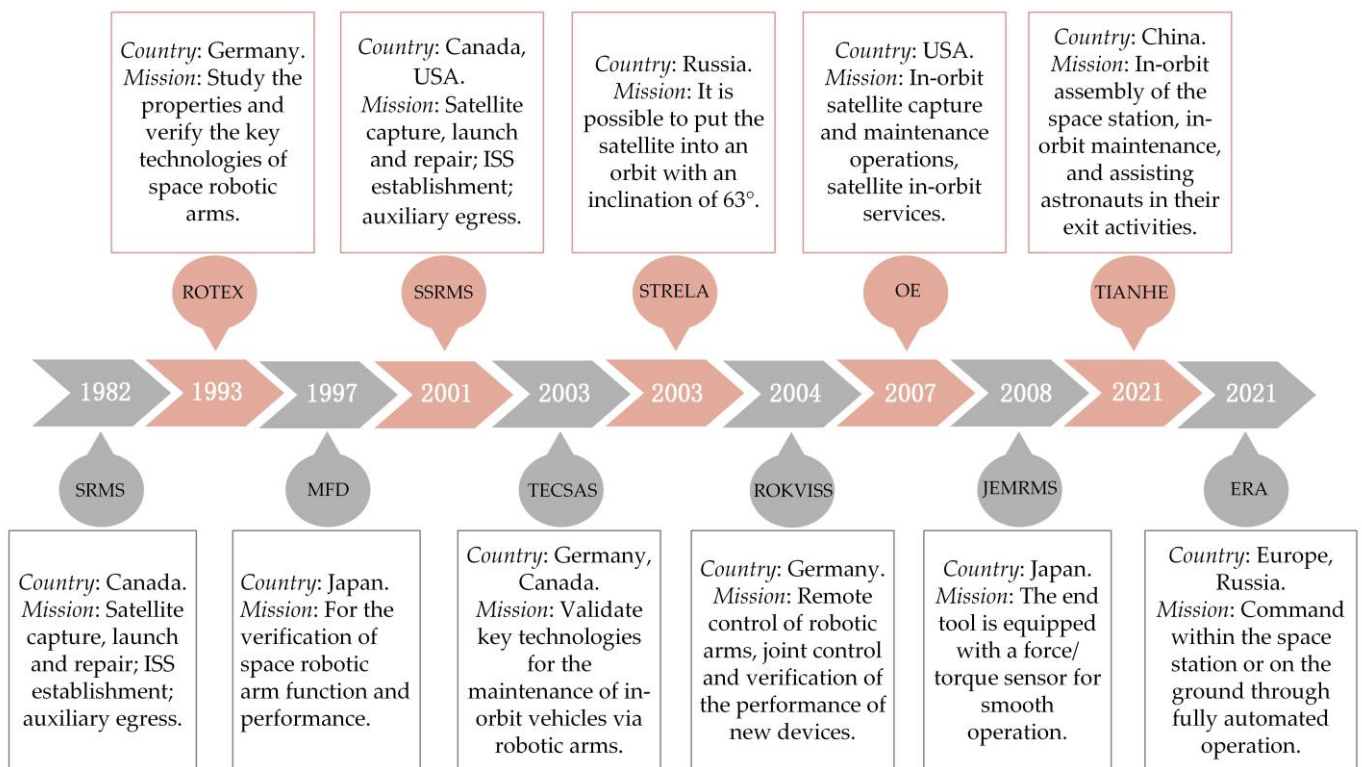 Country: Germany.
Mission: Study the
properties and
verify the key
technologies of
space robotic
arms.
Country: Canada,
USA.
Mission: Satellite
capture, launch
and repair; ISS
establishment;
auxiliary egress.
Country: Russia.
Mission: It is
possible to put the
satellite into an
orbit with an
inclination of 63°.
Country: USA.
Mission: In-orbit
satellite capture
and maintenance
operations,
satellite in-orbit
services.
Country: China.
Mission: In-orbit
assembly of the
space station, in-
orbit maintenance,
and assisting
astronauts in their
exit activities.
ROTEX
SSRMS
STRELA
OE
TIANHE
1982
1993
1997
2001
2003
2003
2004
2007
2008
2021
2021
SRMS
MFD
TECSAS
ROKVISS
JEMRMS
ERA
Country: Canada.
Mission: Satellite
capture, launch
and repair; ISS
establishment;
auxiliary egress.
Country: Japan.
Mission: For the
verification of
space robotic
arm function and
performance.
Country: Germany,
Canada.
Mission: Validate
key technologies
for the
maintenance of in-
orbit vehicles via
robotic arms.
Country: Germany.
Mission: Remote
control of robotic
arms, joint control
and verification of
the performance of
new devices.
Country: Japan.
Mission: The end
tool is equipped
with a force/
torque sensor for
smooth
operation.
Country: Europe,
Russia.
Mission: Command
within the space
station or on the
ground through
fully automated
operation.